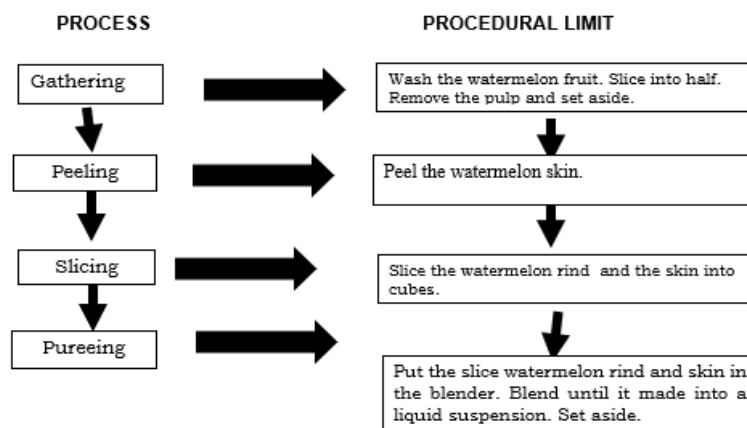 PROCESS
PROCEDURAL LIMIT
Gathering
Wash the watermelon fruit. Slice into half.
Remove the pulp and set aside.
Peeling
Peel the watermelon skin.
Slicing
Slice the watermelon rind and the skin into
cubes.
Pureeing
Put the slice watermelon rind and skin in
the blender. Blend until it made into a
liquid suspension. Set aside.